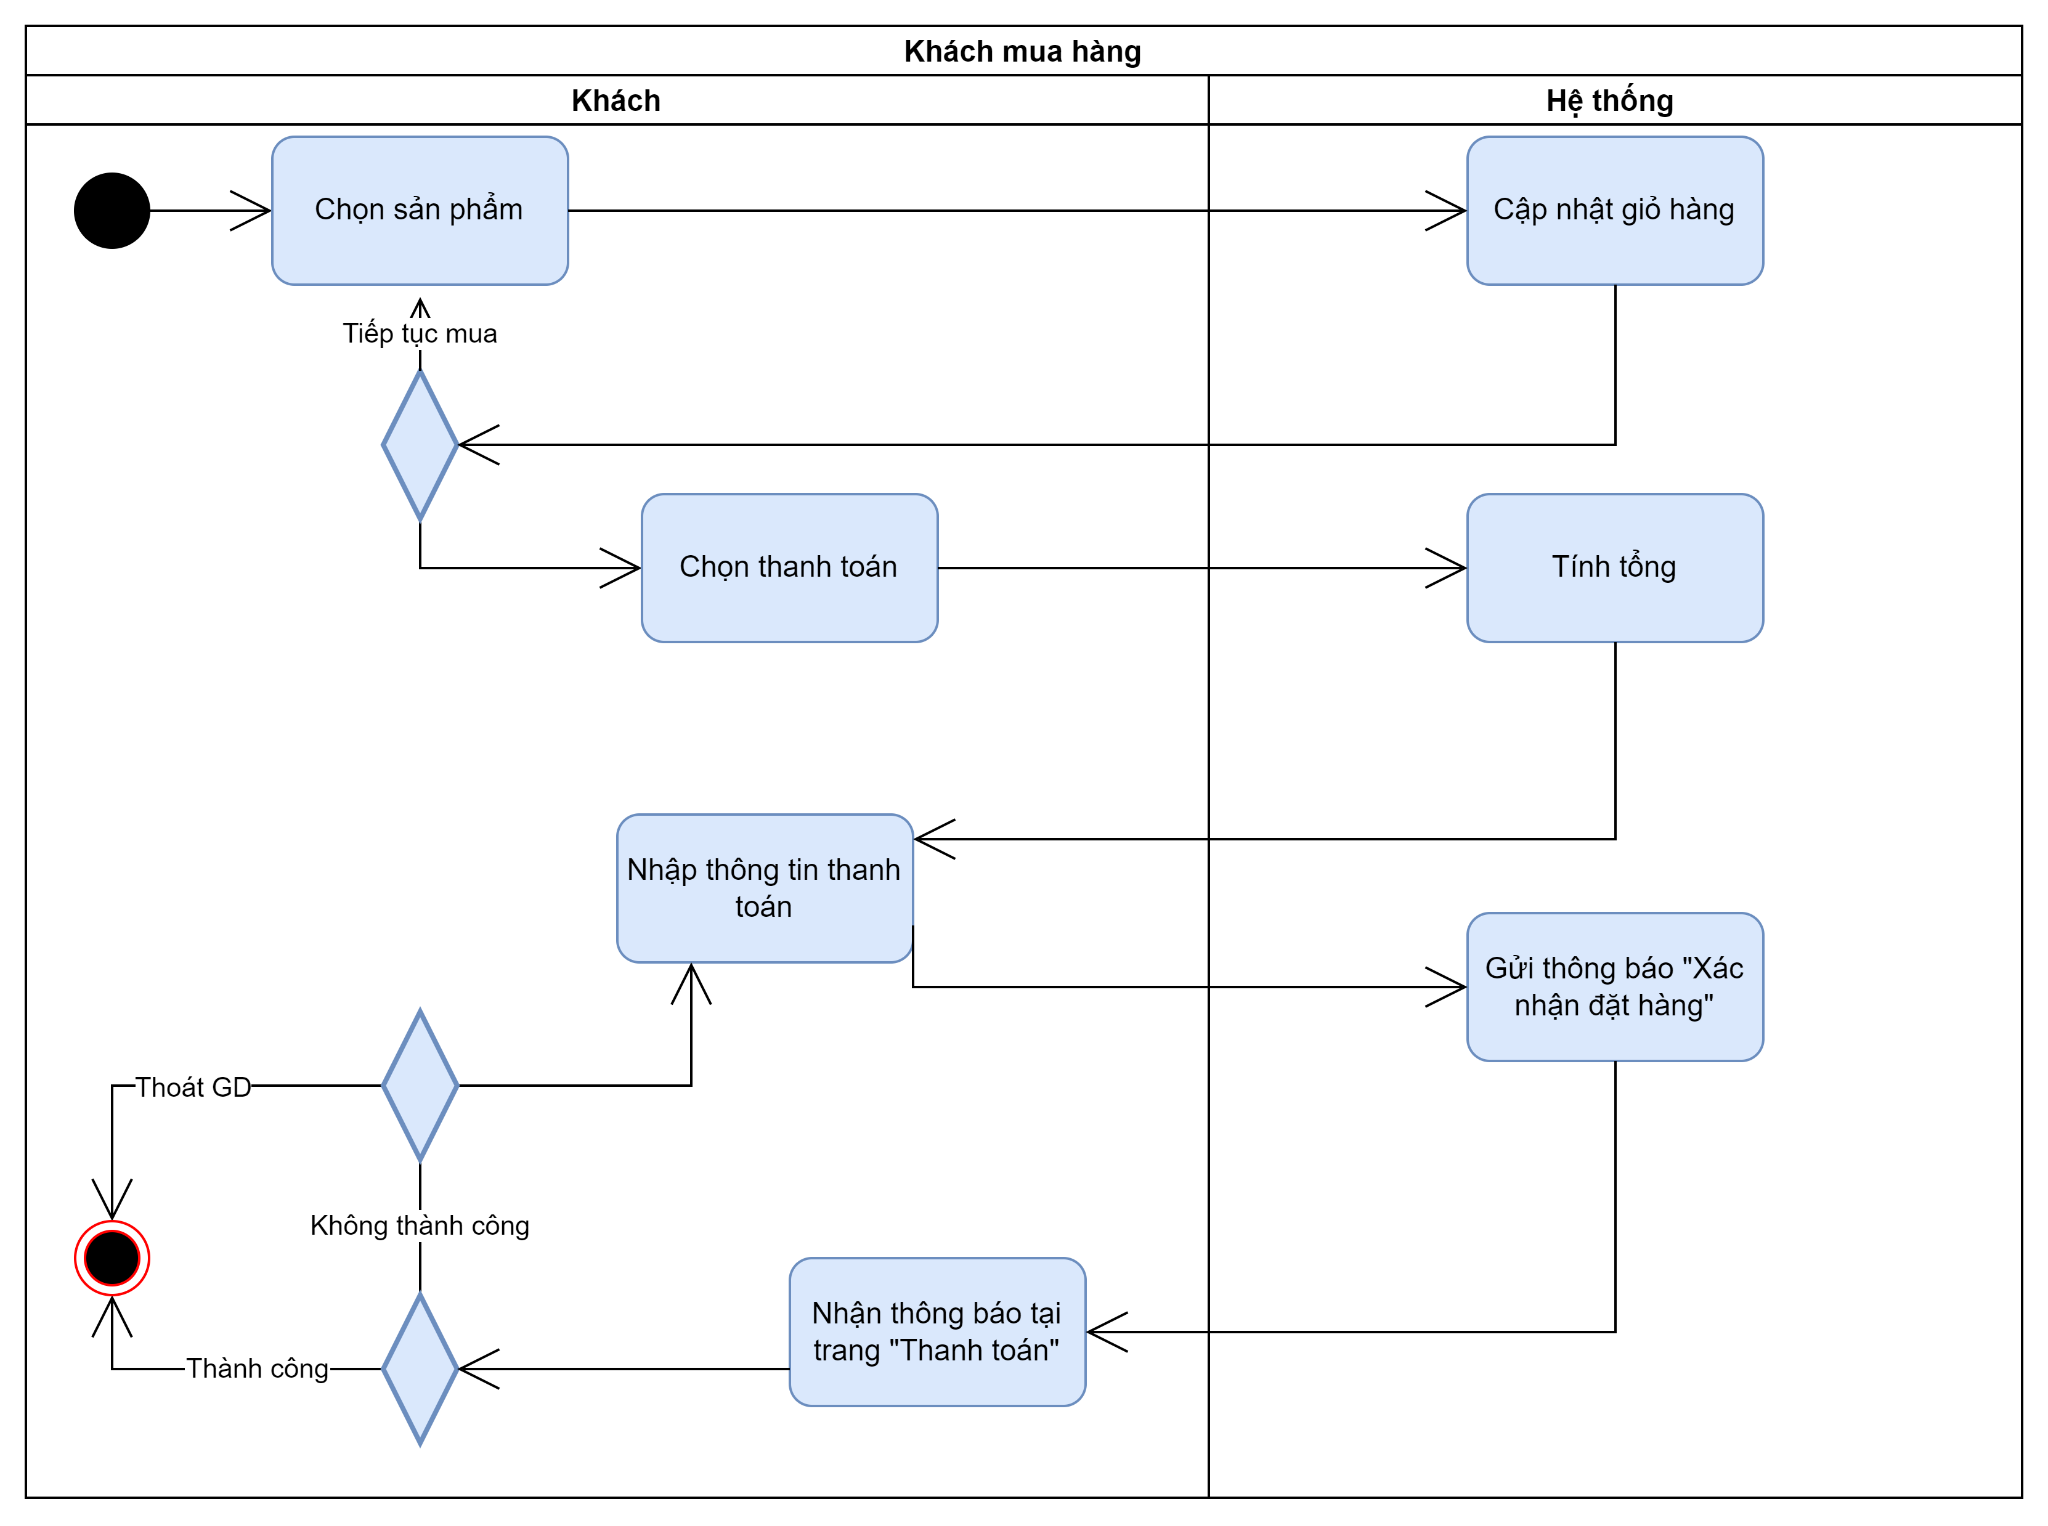 Khách mua hàng
Khách
Hệ thống
Chọn sản phẩm
Cập nhật giỏ hàng
Tiếp tục mua
Chọn thanh toán
Tính tổng
Nhập thông tin thanh
toán
Gửi thông báo "Xác
nhận đặt hàng"
Thoát GD
Không thành công
Nhận thông báo tại
trang "Thanh toán"
Thành công